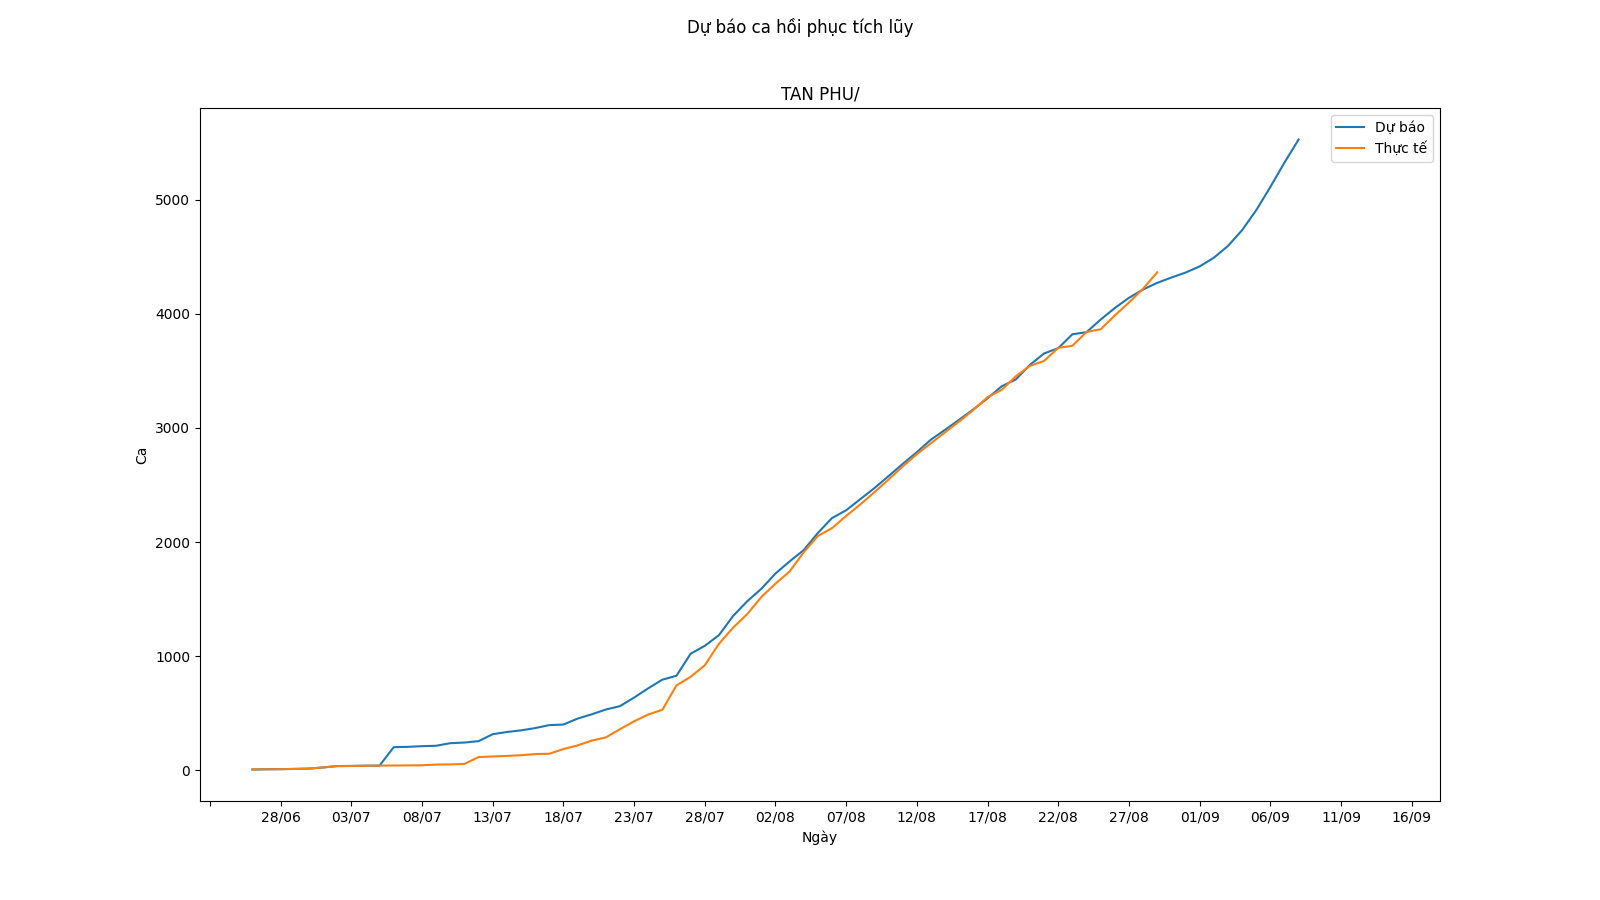 Dự báo ca hồi phục tích lũy
TAN PHU/
Dự báo
Thực tế
5000
4000
3000
2000
1000
0
Ca
28/06 03/07 08/07 13/07 18/07 23/07 28/07 02/08 07/08 12/08 17/08 22/08 27/08 01/09 06/09 11/09 16/09
Ngày